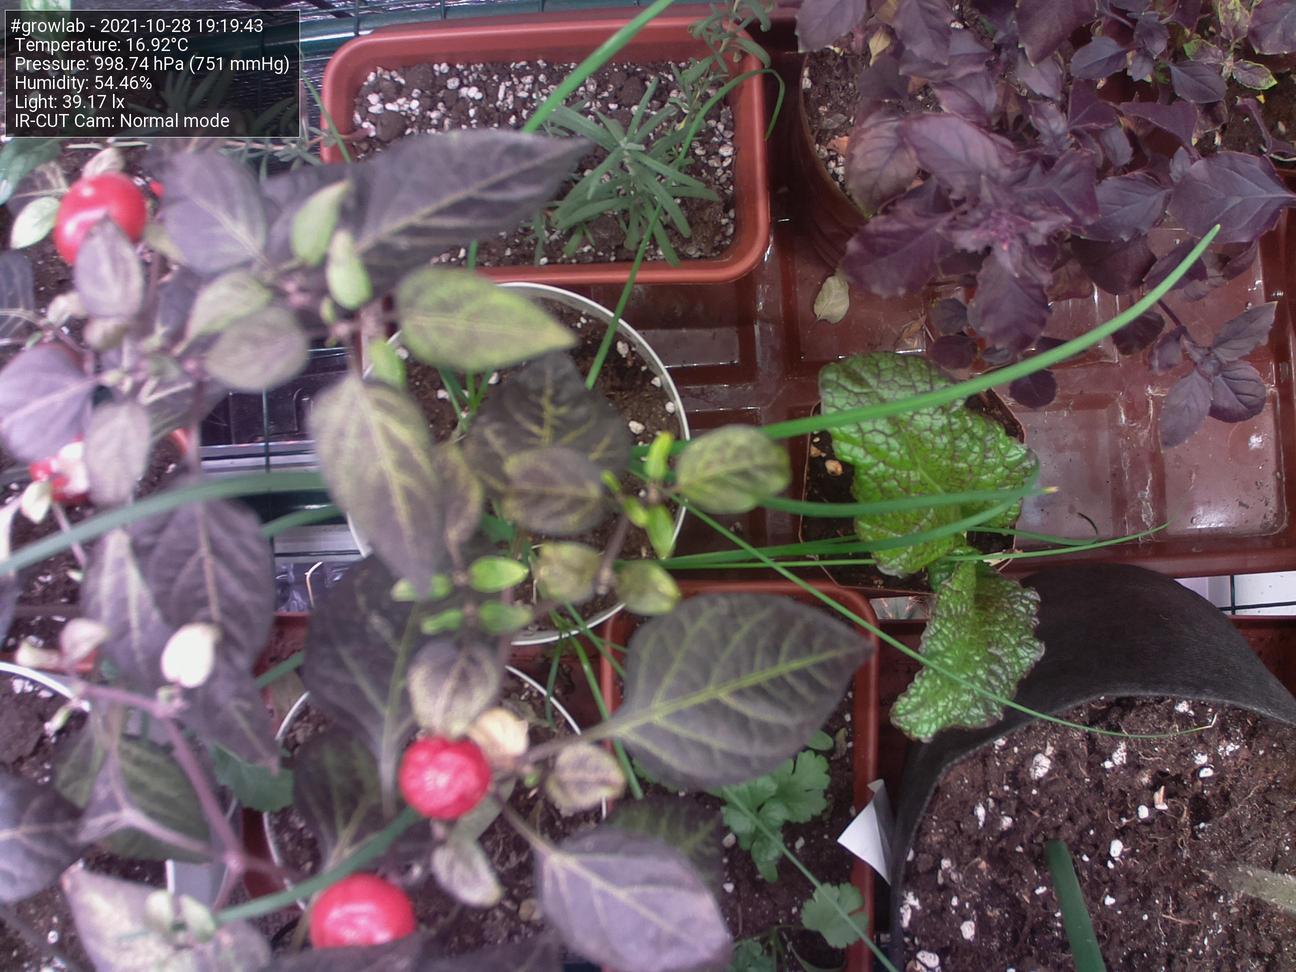 #growlab - 2021-10-28 19:19:43
Temperature: 16.92°C
Pressure: 998.74 hPa (751 mmHg)
Humidity: 54.46%
Light: 39.17 lx
IR-CUT Cam: Normal mode